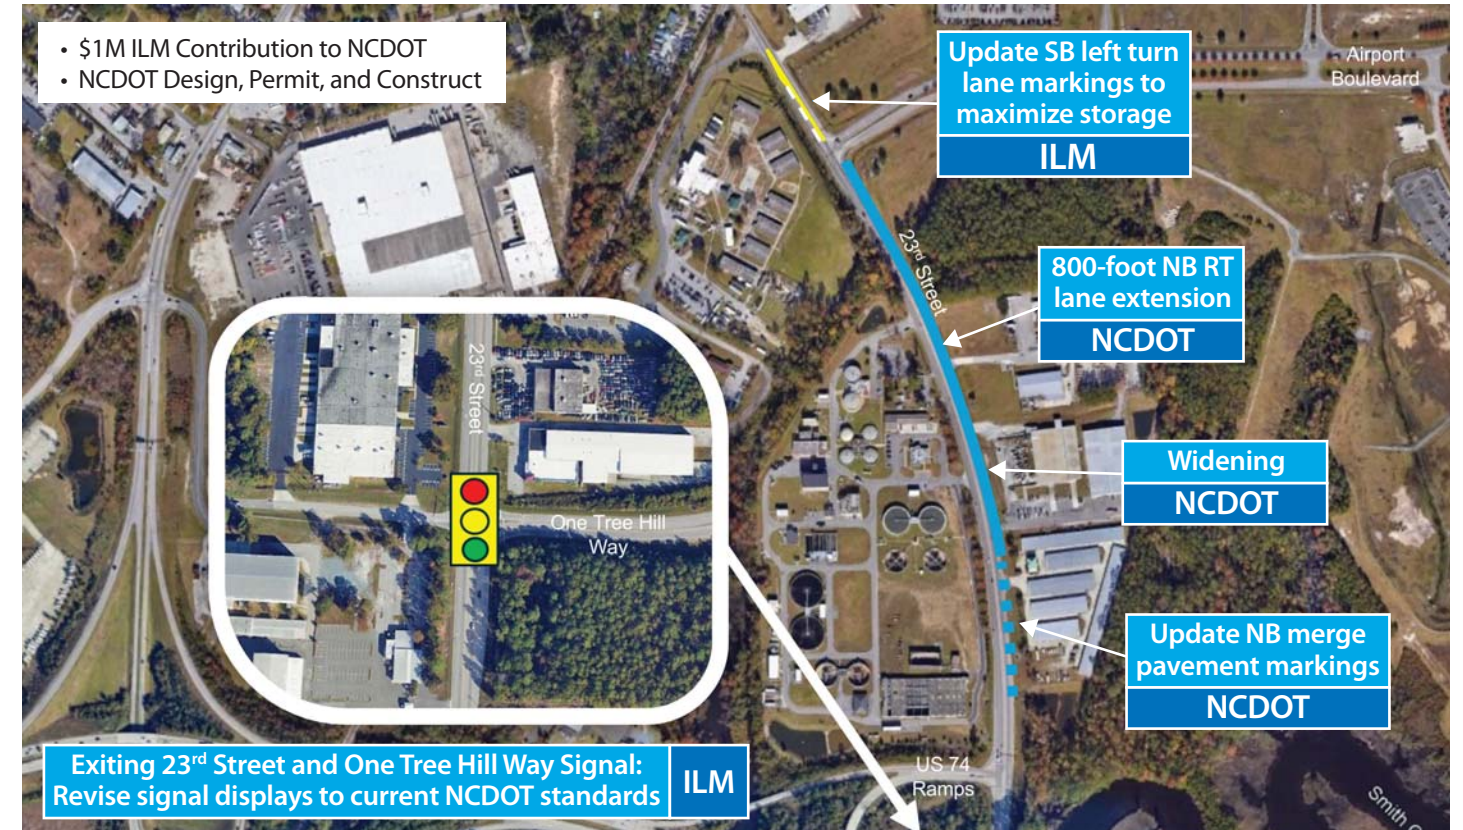 • $1M ILM Contribution to NCDOT
• NCDOT Design, Permit, and Construct
Update SB left turn
lane markings to
maximize storage
ILM
Airport
Boulevard
23rd Street
800-foot NB RT
lane extension
NCDOT
Widening
NCDOT
Update NB merge
pavement markings
NCDOT
23rd Street
One Tree Hill
Way
Exiting 23rd Street and One Tree Hill Way Signal:
Revise signal displays to current NCDOT standards
ILM
US 74
Ramps
Smith